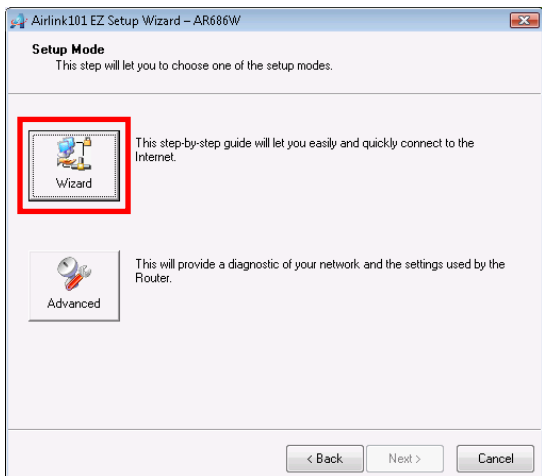 Airlink101 EZ Setup Wizard – AR686W
Setup Mode
This step will let you to choose one of the setup modes.
This step-by-step guide will let you easily and quickly connect to the
Internet.
Wizard
This will provide a diagnostic of your network and the settings used by the
Router.
Advanced
< Back Next > Cancel